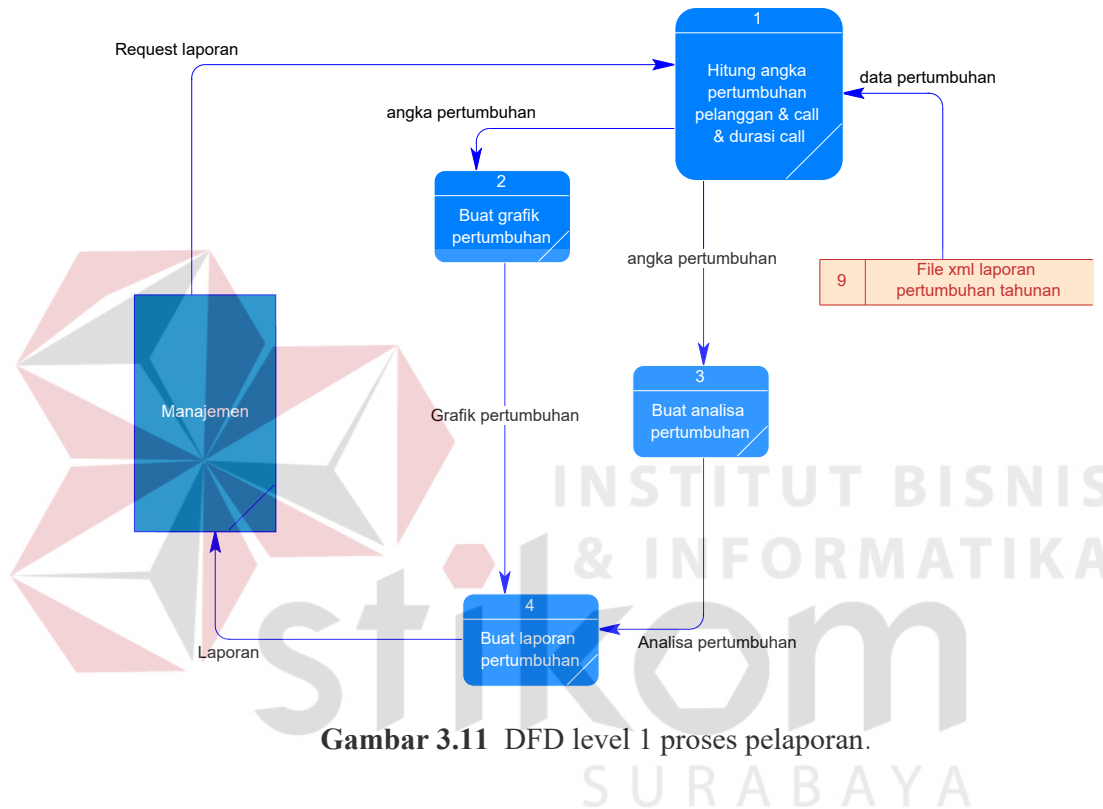 1
Request laporan
Hitung angka
pertumbuhan
pelanggan & call
& durasi call
data pertumbuhan
angka pertumbuhan
2
Buat grafik
pertumbuhan
angka pertumbuhan
9
File xml laporan
pertumbuhan tahunan
3
Buat analisa
pertumbuhan
Manajemen
Grafik pertumbuhan
INSTITUT BISNIS
& INFORMATIKA
stikom
4
Buat laporan
pertumbuhan
Analisa pertumbuhan
Laporan
Gambar 3.11 DFD level 1 proses pelaporan.
SURABAYA